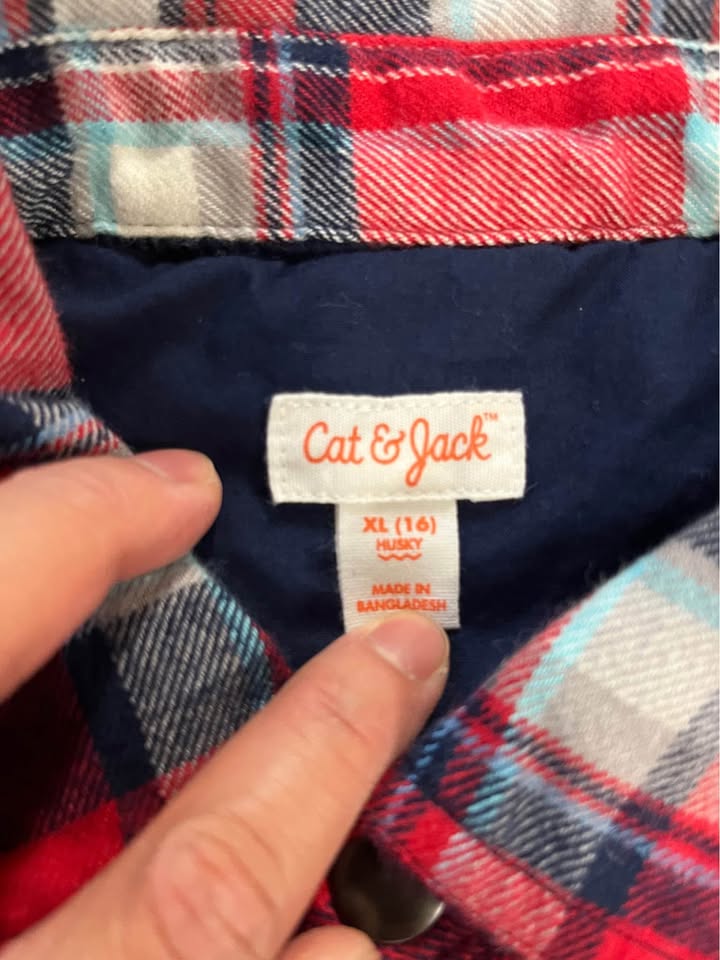 Cat & Jack™
XL (16)
HUSKY
MADE IN
BANGLADESH